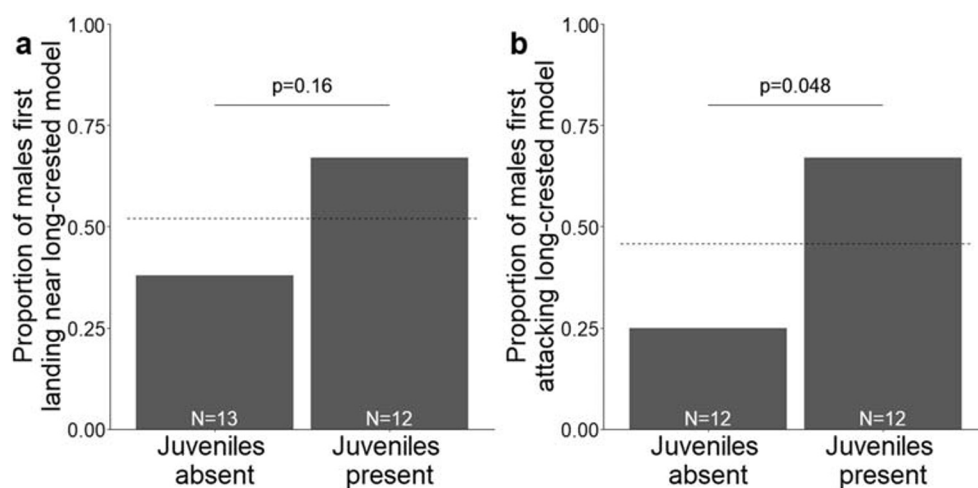 a
Proportion of males first
landing near long-crested model
1.00
0.75
0.50
0.25
0.00
p=0.16
N=13
N=12
Juveniles
absent
Juveniles
present
b
Proportion of males first
attacking long-crested model
1.00
0.75
0.50
0.25
0.00
p=0.048
N=12
N=12
Juveniles
absent
Juveniles
present